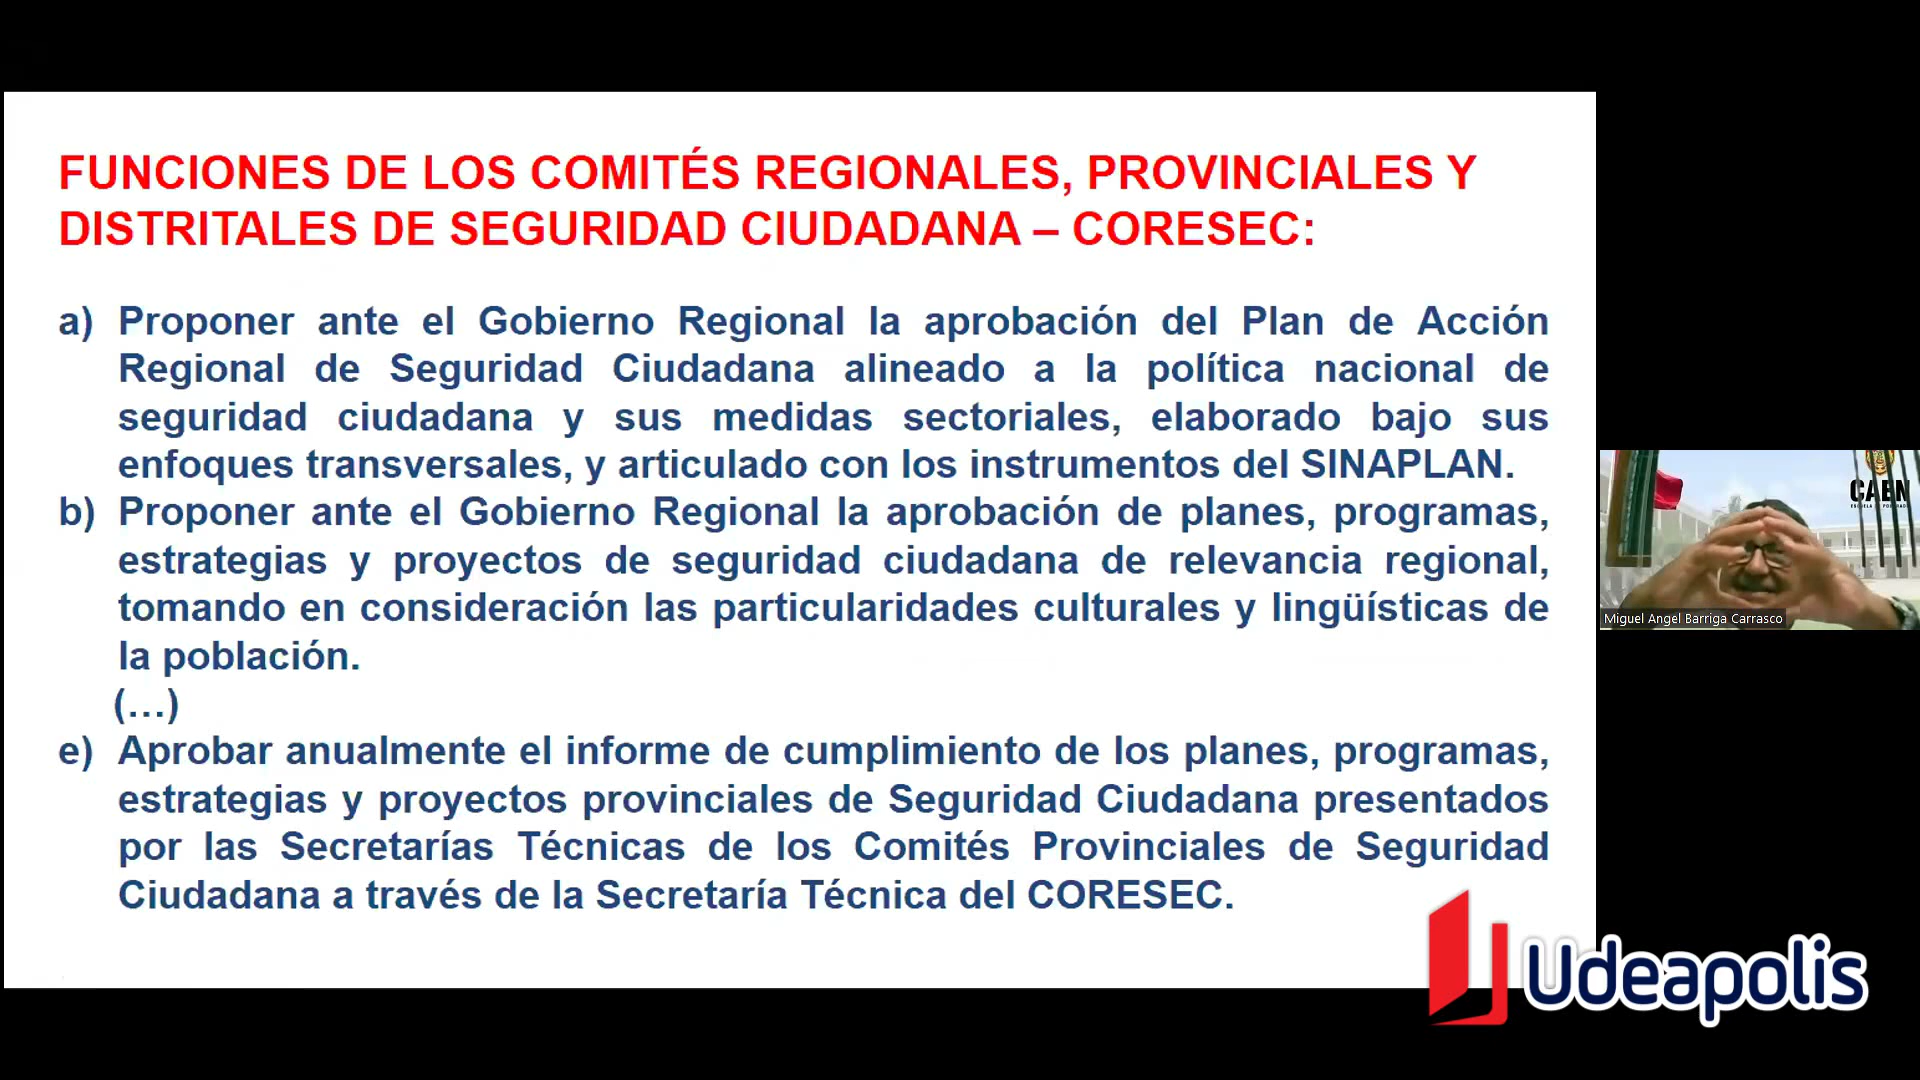 FUNCIONES DE LOS COMITÉS REGIONALES, PROVINCIALES Y
DISTRITALES DE SEGURIDAD CIUDADANA – CORESEC:
a) Proponer ante el Gobierno Regional la aprobación del Plan de Acción
Regional de Seguridad Ciudadana alineado a la política nacional de
seguridad ciudadana y sus medidas sectoriales, elaborado bajo sus
enfoques transversales, y articulado con los instrumentos del SINAPLAN.
b) Proponer ante el Gobierno Regional la aprobación de planes, programas,
estrategias y proyectos de seguridad ciudadana de relevancia regional,
tomando en consideración las particularidades culturales y lingüísticas de
la población.
(…)
e) Aprobar anualmente el informe de cumplimiento de los planes, programas,
estrategias y proyectos provinciales de Seguridad Ciudadana presentados
por las Secretarías Técnicas de los Comités Provinciales de Seguridad
Ciudadana a través de la Secretaría Técnica del CORESEC.
CAEN
Miguel Angel Barriga Carrasco
Udeapolis